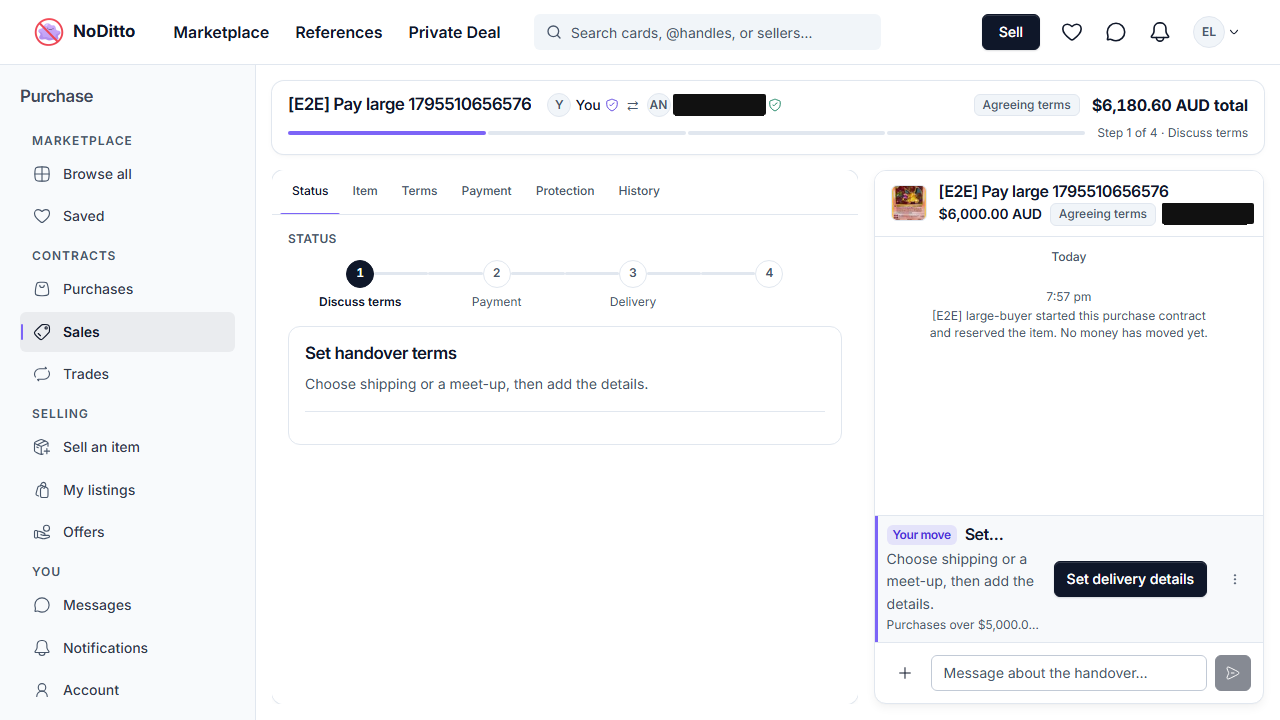 NoDitto
Marketplace
References
Private Deal
Search cards, @handles, or sellers...
Sell
EL
Purchase
MARKETPLACE
Browse all
Saved
CONTRACTS
Purchases
Sales
Trades
SELLING
Sell an item
My listings
Offers
YOU
Messages
Notifications
Account
[E2E] Pay large 1795510656576
Y You
AN
Agreeing terms
$6,180.60 AUD total
Step 1 of 4 · Discuss terms
Status
Item
Terms
Payment
Protection
History
STATUS
1
2
3
4
Discuss terms
Payment
Delivery
Set handover terms
Choose shipping or a meet-up, then add the details.
[E2E] Pay large 1795510656576
$6,000.00 AUD
Agreeing terms
Today
7:57 pm
[E2E] large-buyer started this purchase contract
and reserved the item. No money has moved yet.
Your move
Set...
Choose shipping or a
meet-up, then add the
details.
Purchases over $5,000.0...
Set delivery details
Message about the handover...